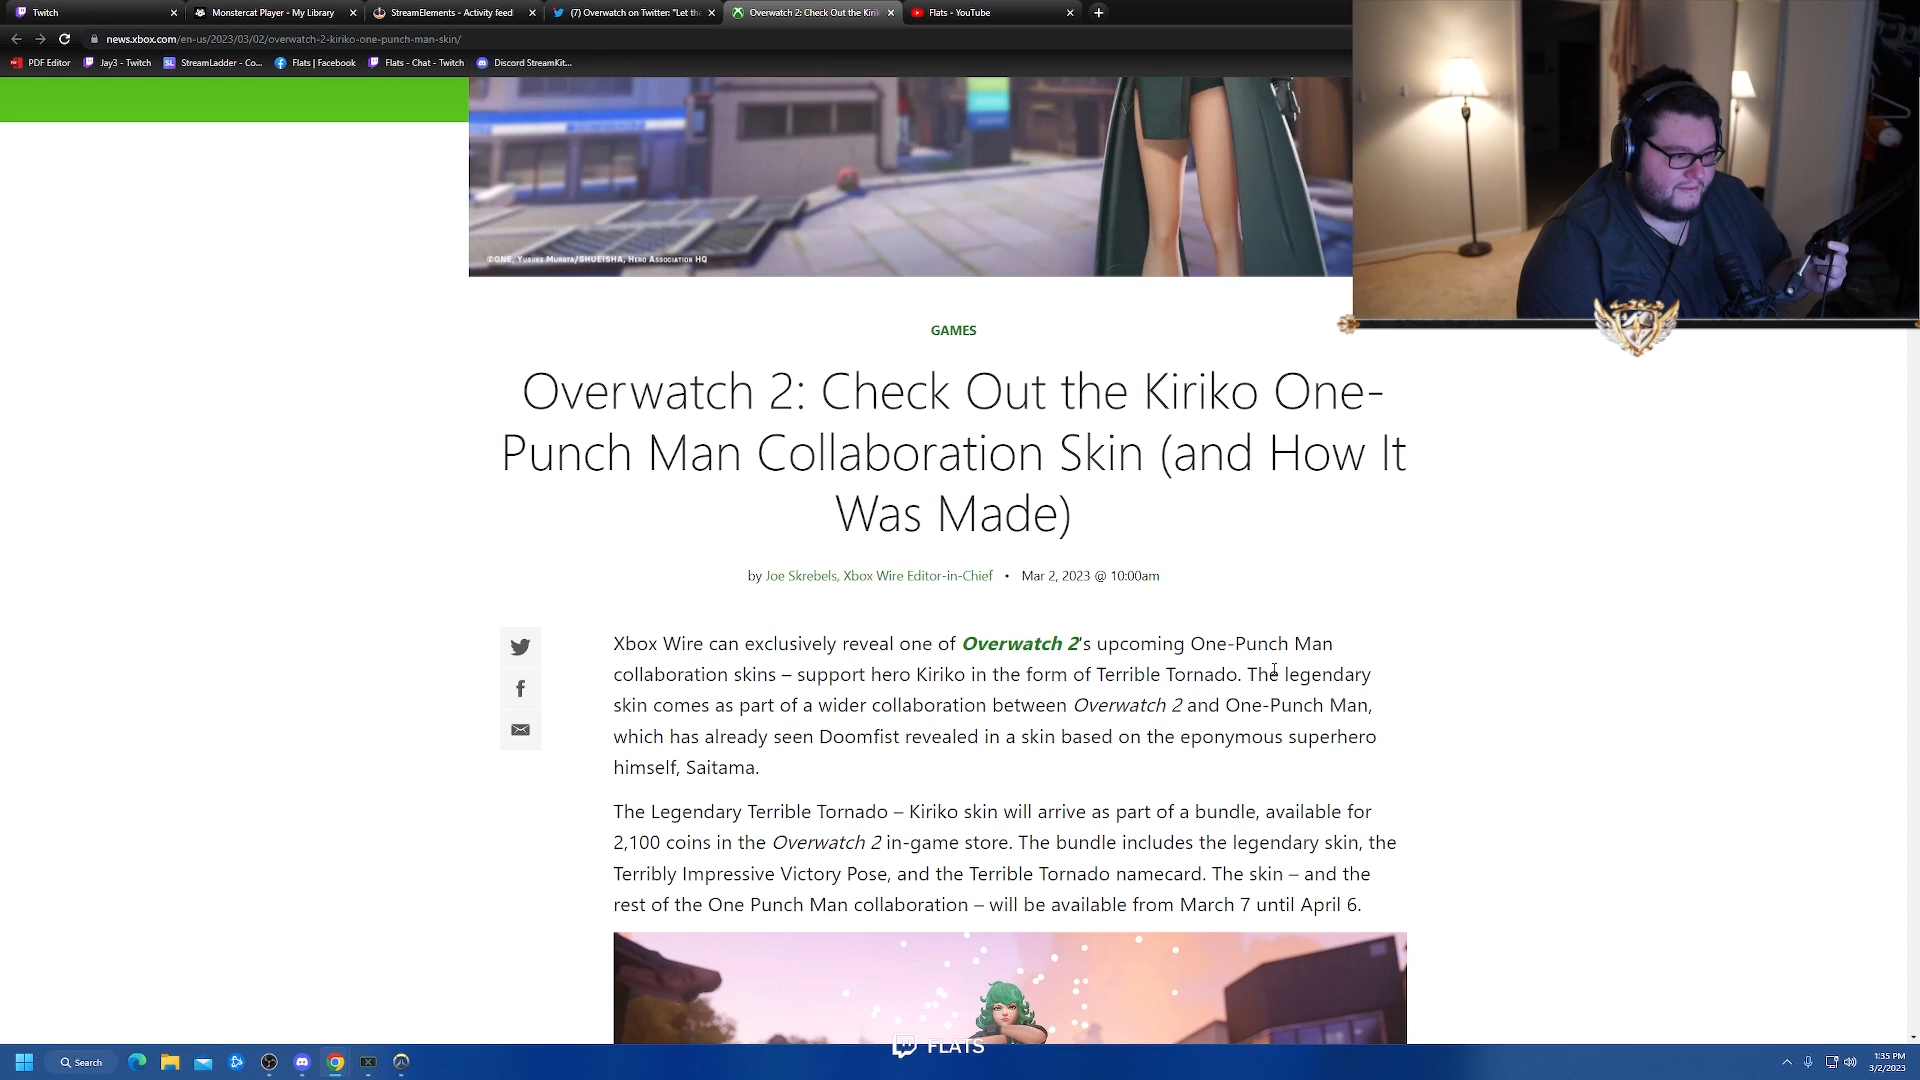 Twitch
Monstercat Player - My Library
StreamElements - Activity feed
(7) Overwatch on Twitter: "Let th
Overwatch 2: Check Out the Kirik
Flats - YouTube
news.xbox.com/en-us/2023/03/02/overwatch-2-kiriko-one-punch-man-skin/
PDF Editor
Jay3 - Twitch
SL
StreamLadder - Co...
Flats | Facebook
Flats - Chat - Twitch
Discord StreamKit...
©ONE, Yusuke Murata/SHUEISHA, Hero Association HQ
GAMES
Overwatch 2: Check Out the Kiriko One-
Punch Man Collaboration Skin (and How It
Was Made)
by Joe Skrebels, Xbox Wire Editor-in-Chief • Mar 2, 2023 @ 10:00am
Xbox Wire can exclusively reveal one of Overwatch 2's upcoming One-Punch Man
collaboration skins – support hero Kiriko in the form of Terrible Tornado. The legendary
skin comes as part of a wider collaboration between Overwatch 2 and One-Punch Man,
which has already seen Doomfist revealed in a skin based on the eponymous superhero
himself, Saitama.
The Legendary Terrible Tornado – Kiriko skin will arrive as part of a bundle, available for
2,100 coins in the Overwatch 2 in-game store. The bundle includes the legendary skin, the
Terribly Impressive Victory Pose, and the Terrible Tornado namecard. The skin – and the
rest of the One Punch Man collaboration – will be available from March 7 until April 6.
FLATS
Search
1:35 PM
3/2/2023